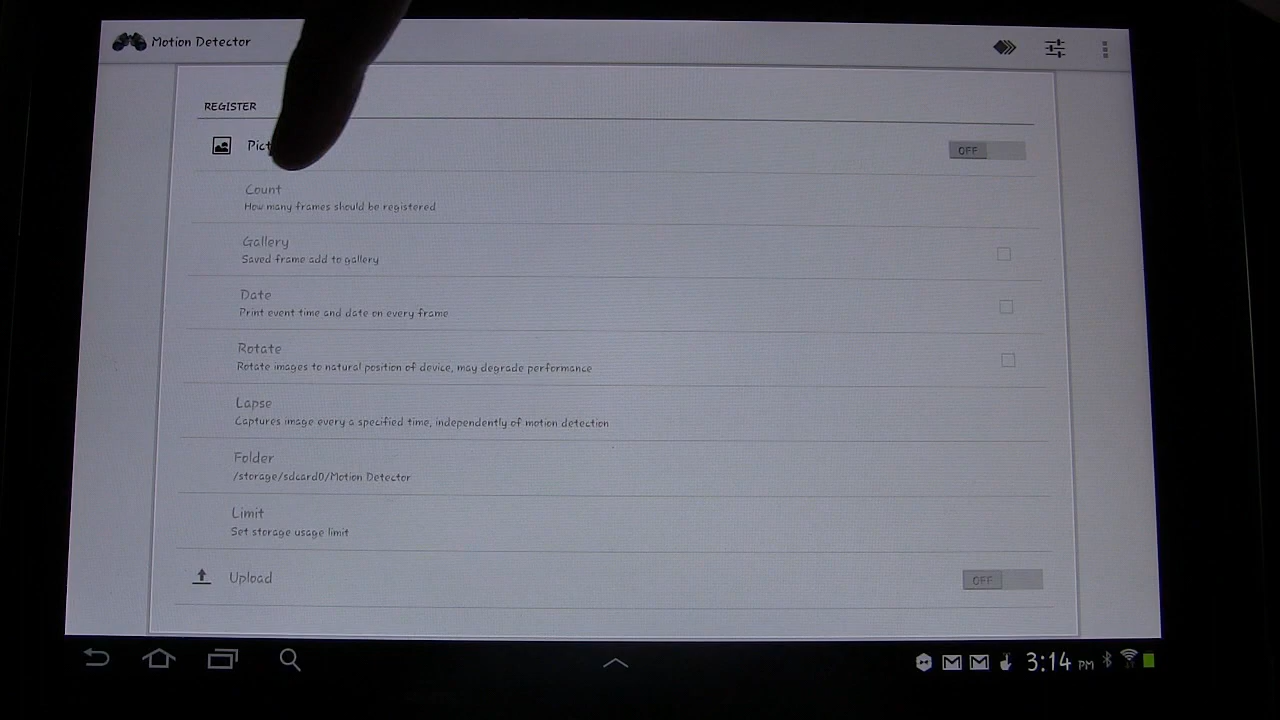 Motion Detector
REGISTER
OFF
Count
How many frames should be registered
Gallery
Saved frame add to gallery
Date
Print event time and date on every frame
Rotate
Rotate images to natural position of device, may degrade performance
Lapse
Captures image every a specified time, independently of motion detection
Folder
/storage/sdcard0/Motion Detector
Limit
Set storage usage limit
Upload
OFF
3:14 PM